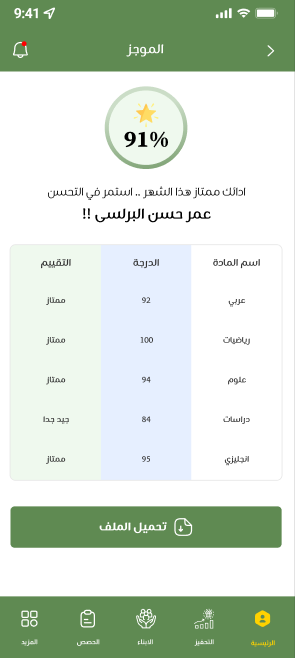 9:41
الموجز
91%
ادائك ممتاز هذا الشهر .. استمر في التحسن
عمر حسن البرلسى !!
اسم المادة الدرجة التقييم
عربي 92 ممتاز
رياضيات 100 ممتاز
علوم 94 ممتاز
دراسات 84 جيد جدا
انجليزي 95 ممتاز
تحميل الملف
الرئيسية التحفيز الابناء الحصص المزيد